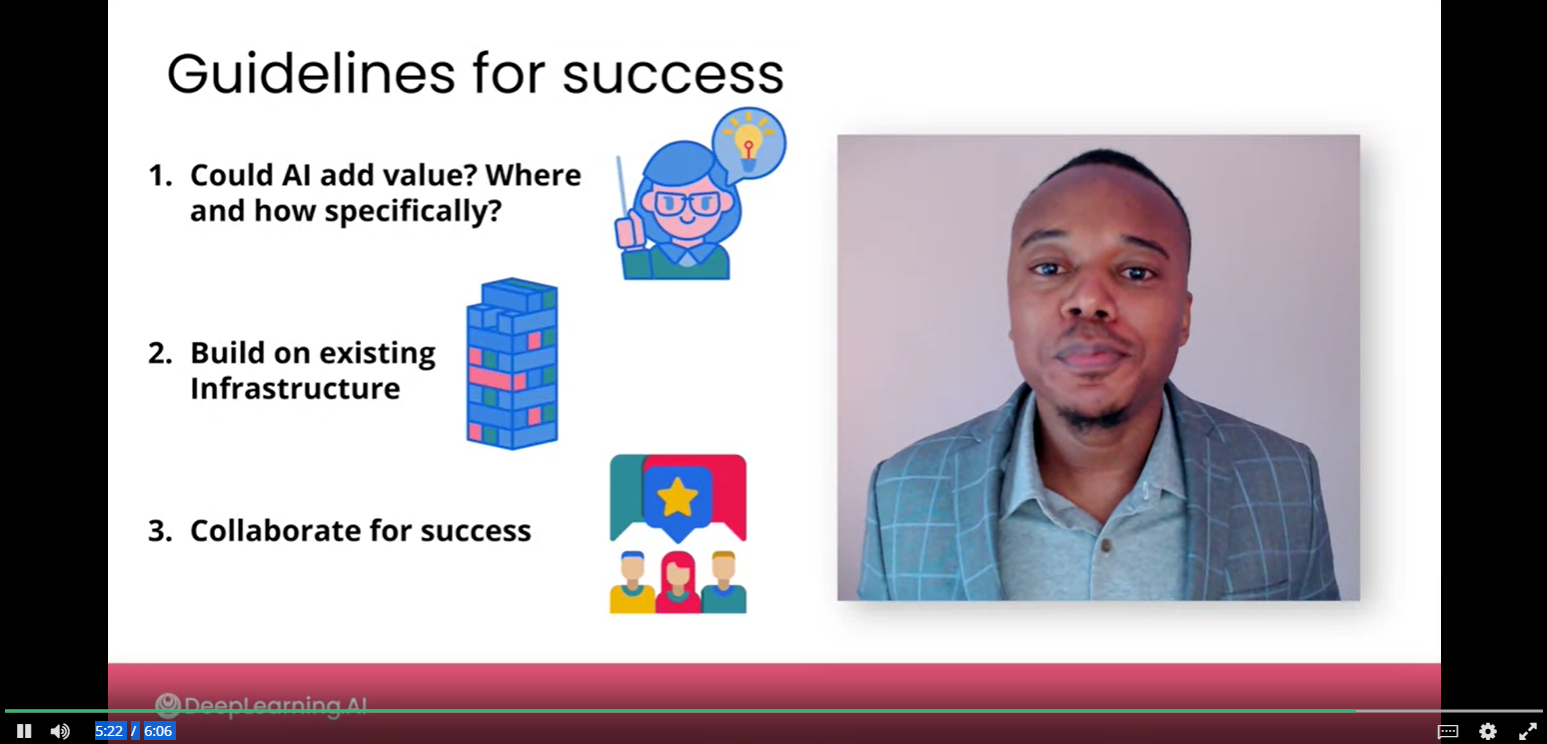 Guidelines for success
1. Could AI add value? Where
and how specifically?
2. Build on existing
Infrastructure
3. Collaborate for success
DeepLearning.AI
5:22 / 6:06